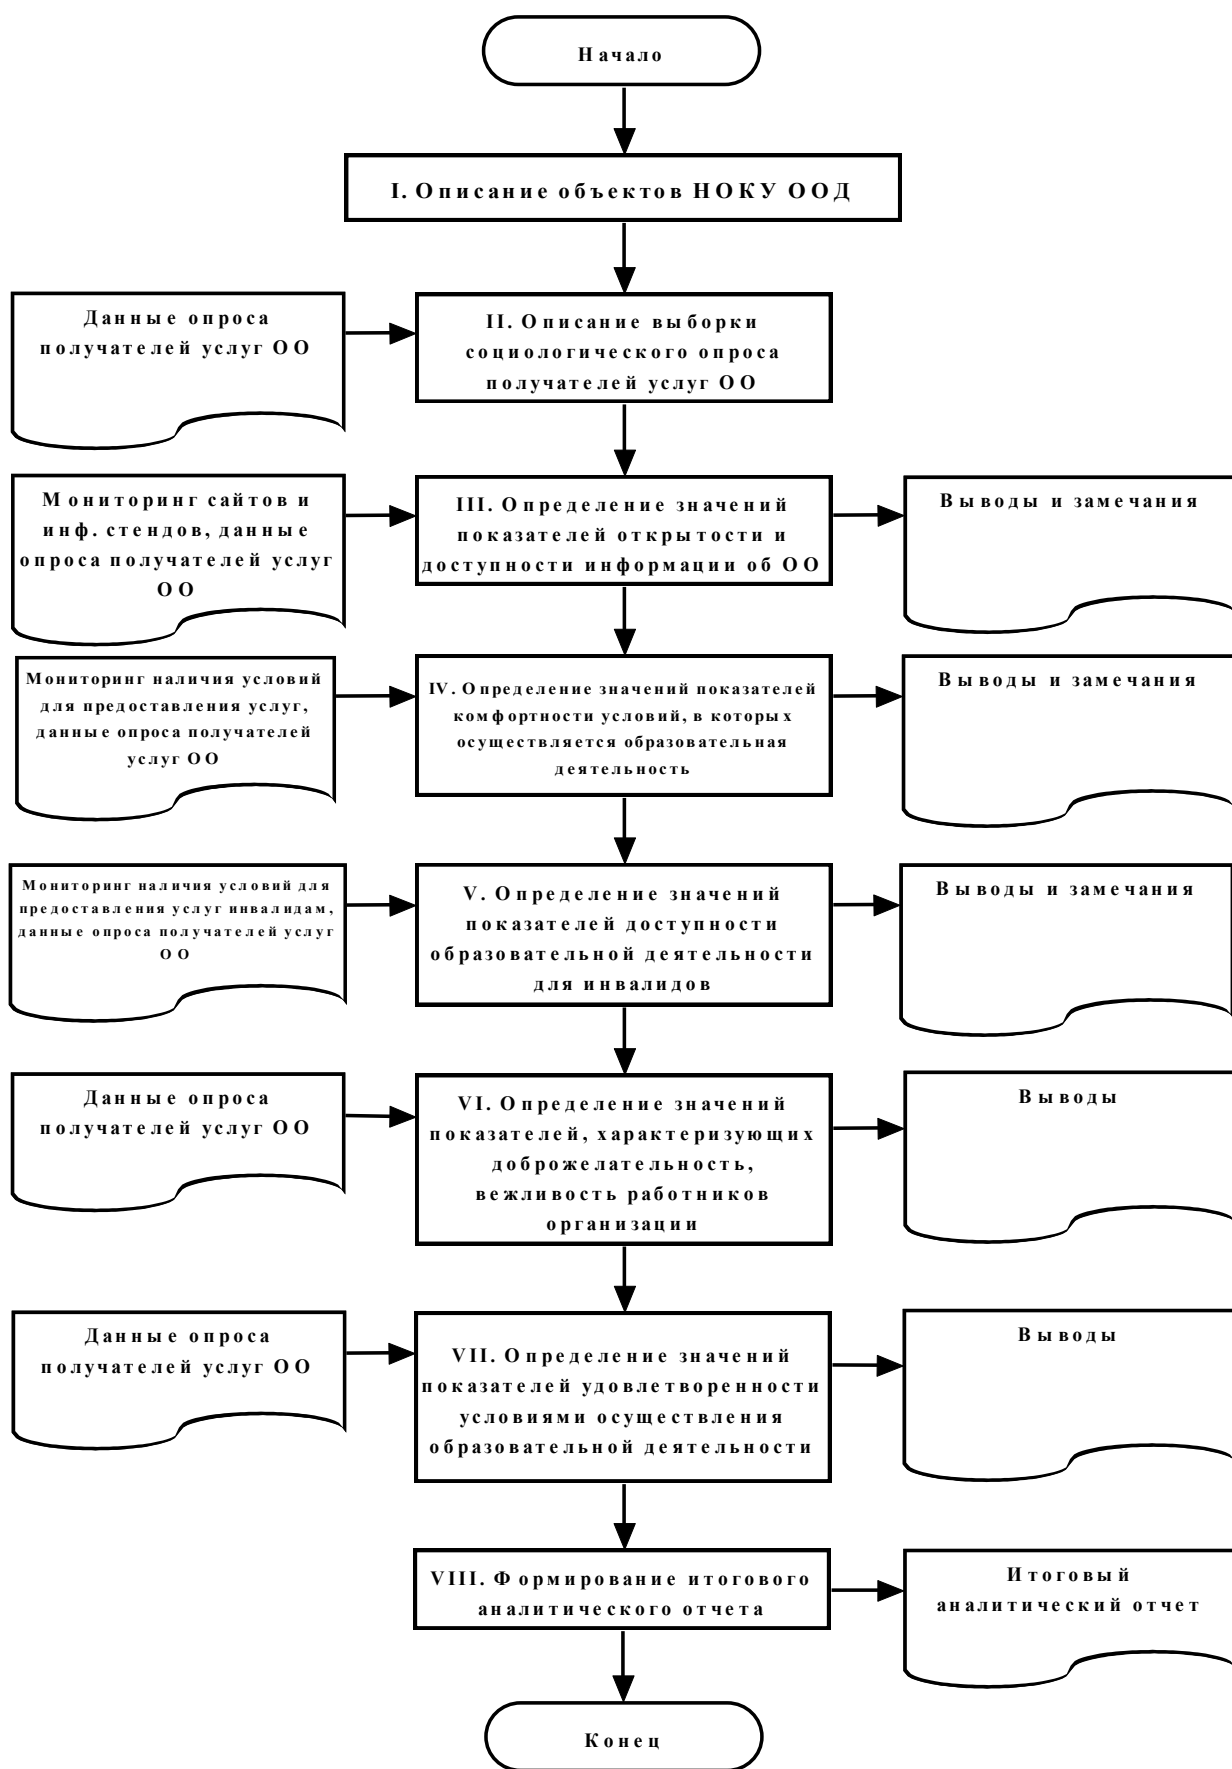 Начало
I. Описание объектов НОКУ ООД
Данные опроса
получателей услуг ОО
II. Описание выборки
социологического опроса
получателей услуг ОО
Мониторинг сайтов и
инф. стендов, данные
опроса получателей услуг
ОО
III. Определение значений
показателей открытости и
доступности информации об ОО
Выводы и замечания
Мониторинг наличия условий
для предоставления услуг,
данные опроса получателей
услуг ОО
IV. Определение значений показателей
комфортности условий, в которых
осуществляется образовательная
деятельность
Выводы и замечания
Мониторинг наличия условий для
предоставления услуг инвалидам,
данные опроса получателей услуг
ОО
V. Определение значений
показателей доступности
образовательной деятельности
для инвалидов
Выводы и замечания
Данные опроса
получателей услуг ОО
VI. Определение значений
показателей, характеризующих
доброжелательность,
вежливость работников
организации
Выводы
Данные опроса
получателей услуг ОО
VII. Определение значений
показателей удовлетворенности
условиями осуществления
образовательной деятельности
Выводы
VIII. Формирование итогового
аналитического отчета
Итоговый
аналитический отчет
Конец